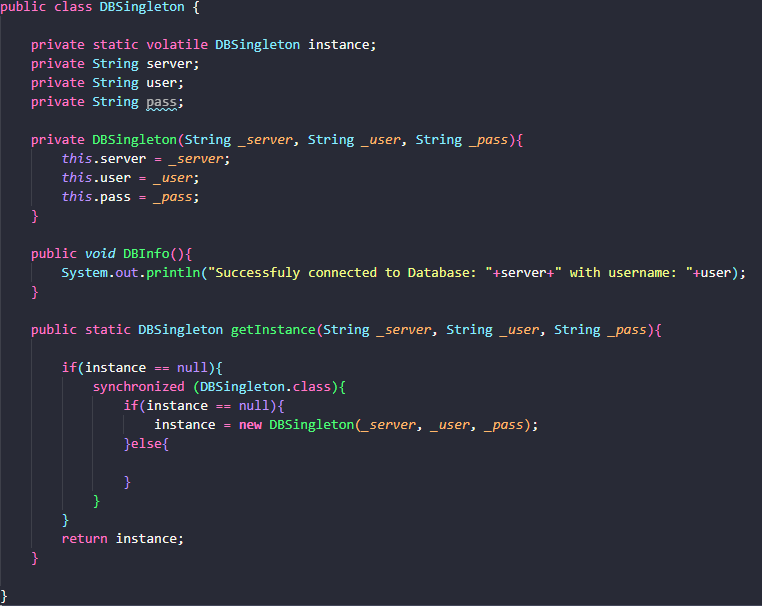 public class DBSingleton {
private static volatile DBSingleton instance;
private String server;
private String user;
private String pass;
private DBSingleton(String _server, String _user, String _pass){
this.server = _server;
this.user = _user;
this.pass = _pass;
}
public void DBInfo(){
System.out.println("Successfuly connected to Database: "+server+" with username: "+user);
}
public static DBSingleton getInstance(String _server, String _user, String _pass){
if(instance == null){
synchronized (DBSingleton.class){
if(instance == null){
instance = new DBSingleton(_server, _user, _pass);
}else{
}
}
}
return instance;
}
}